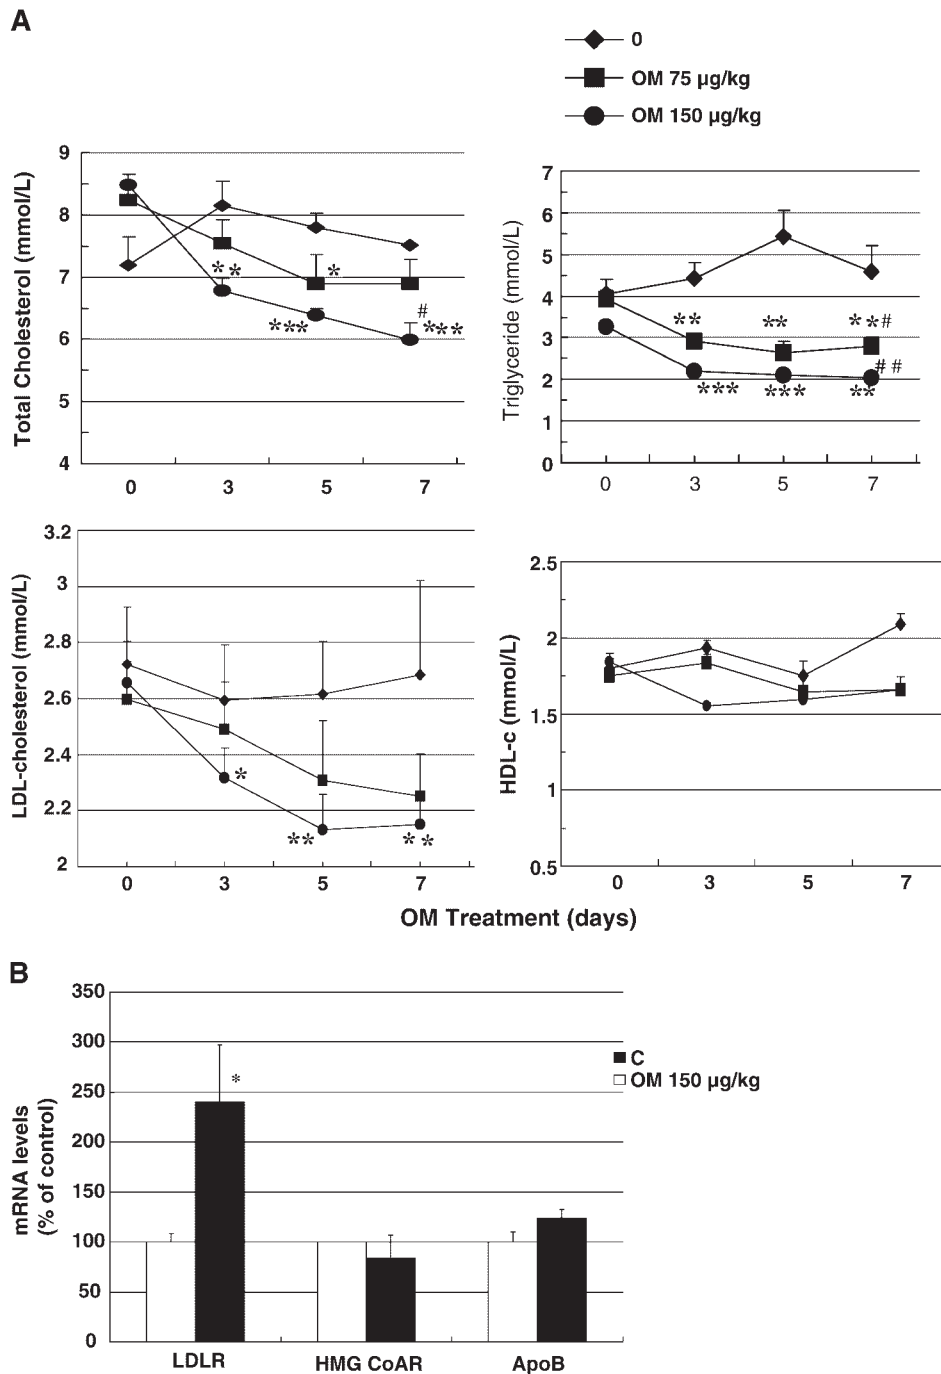 A
0
OM 75 µg/kg
OM 150 µg/kg
Total Cholesterol (mmol/L)
9
8
7
6
5
4
0 3 5 7
** * *** # ***
Triglyceride (mmol/L)
7
6
5
4
3
2
1
0
0 3 5 7
** ** **#
*** *** ** ##
LDL-cholesterol (mmol/L)
3.2
3
2.8
2.6
2.4
2.2
2
0 3 5 7
* ** **
HDL-c (mmol/L)
2.5
2
1.5
1
0.5
0 3 5 7
OM Treatment (days)
B
mRNA levels
(% of control)
350
300
250
200
150
100
50
0
*
C
OM 150 µg/kg
LDLR HMG CoAR ApoB